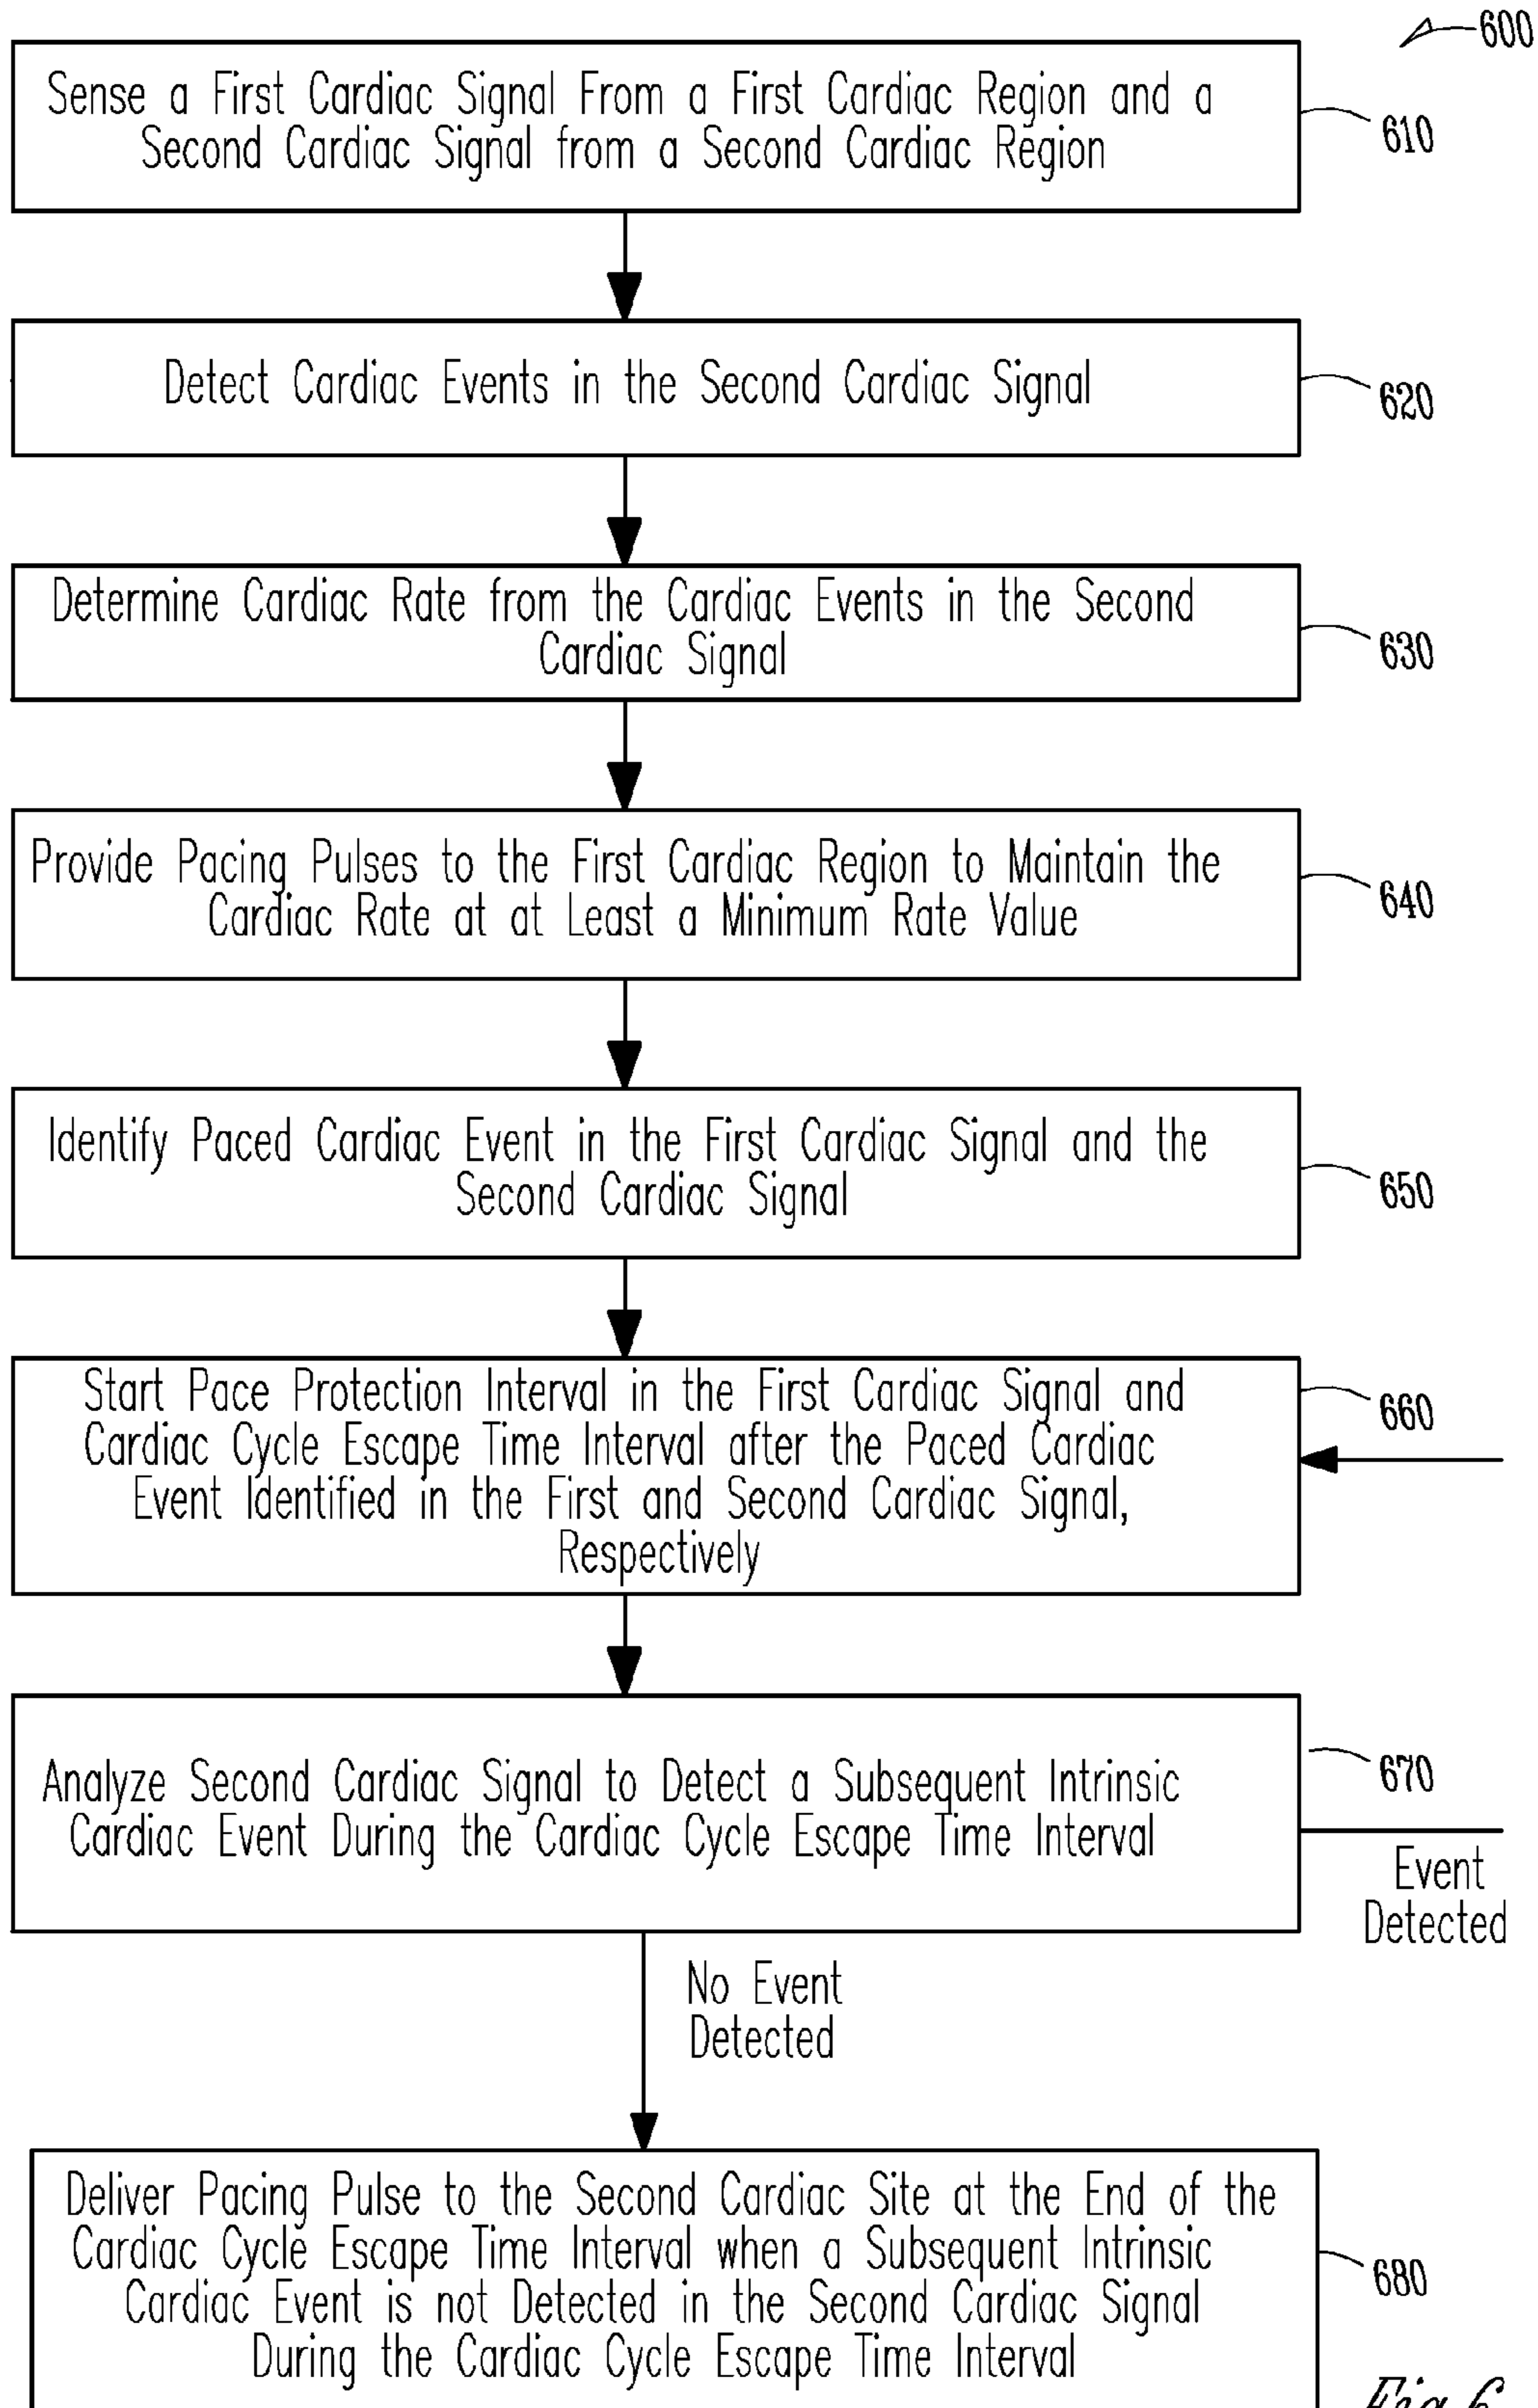 600
Sense a First Cardiac Signal From a First Cardiac Region and a
Second Cardiac Signal from a Second Cardiac Region
610
Detect Cardiac Events in the Second Cardiac Signal
620
Determine Cardiac Rate from the Cardiac Events in the Second
Cardiac Signal
630
Provide Pacing Pulses to the First Cardiac Region to Maintain the
Cardiac Rate at at Least a Minimum Rate Value
640
Identify Paced Cardiac Event in the First Cardiac Signal and the
Second Cardiac Signal
650
Start Pace Protection Interval in the First Cardiac Signal and
Cardiac Cycle Escape Time Interval after the Paced Cardiac
Event Identified in the First and Second Cardiac Signal,
Respectively
660
Analyze Second Cardiac Signal to Detect a Subsequent Intrinsic
Cardiac Event During the Cardiac Cycle Escape Time Interval
670
Event
Detected
No Event
Detected
Deliver Pacing Pulse to the Second Cardiac Site at the End of the
Cardiac Cycle Escape Time Interval when a Subsequent Intrinsic
Cardiac Event is not Detected in the Second Cardiac Signal
During the Cardiac Cycle Escape Time Interval
680
Fig.6